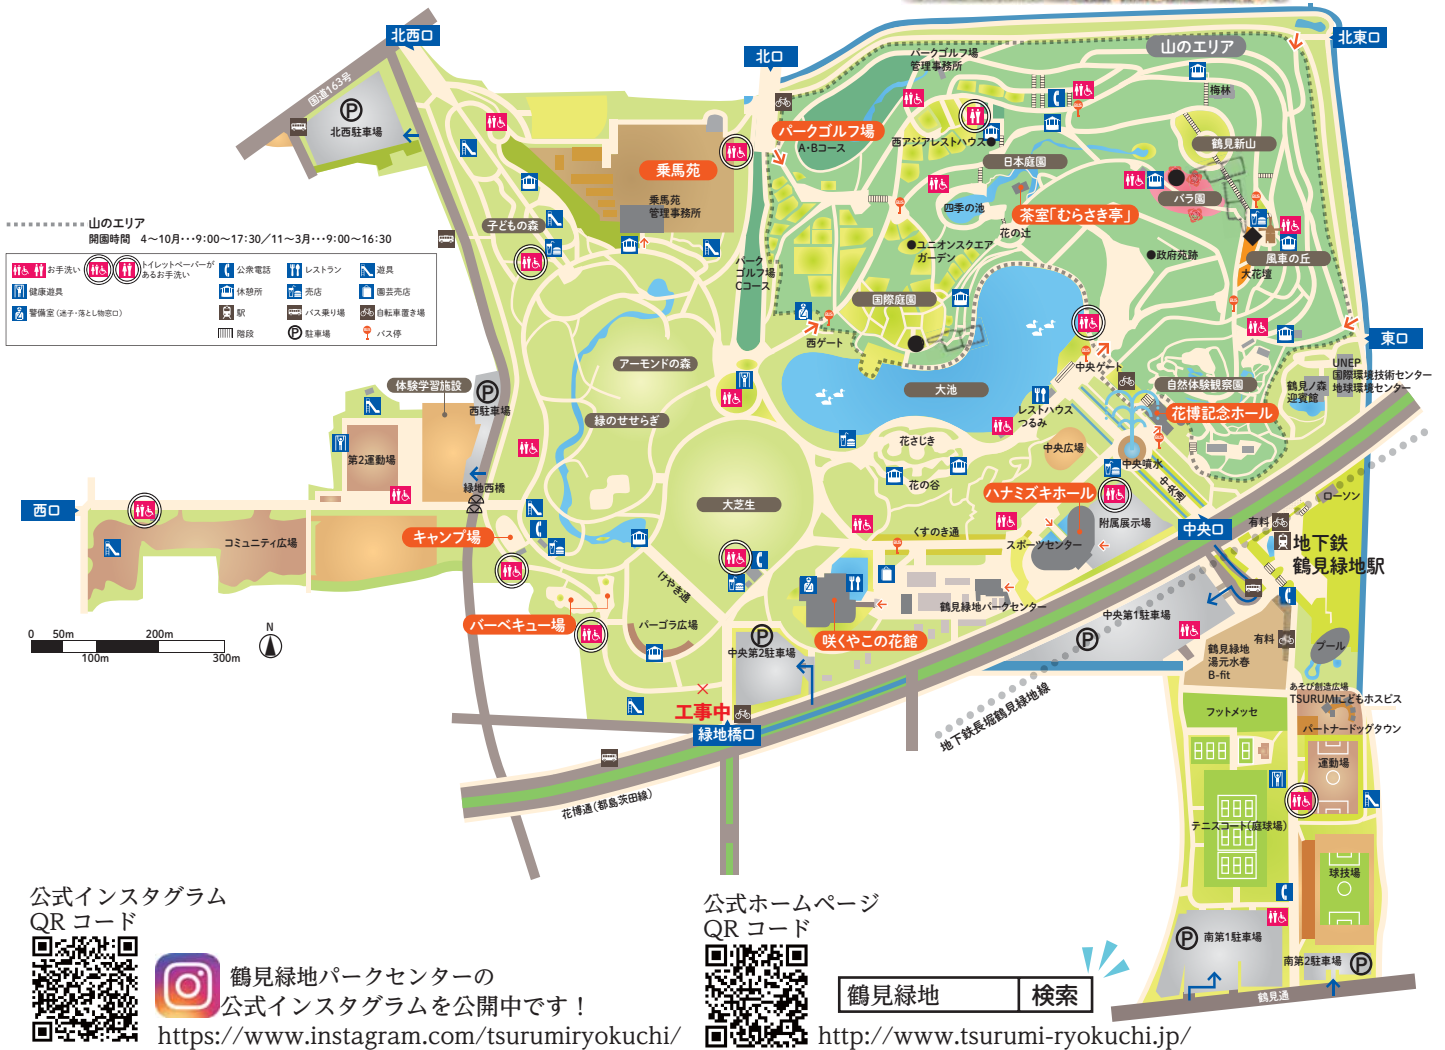 北西口
北口
北東口
国道163号
北西駐車場
パークゴルフ場
管理事務所
山のエリア
梅林
パークゴルフ場
A・Bコース
西アジアレストハウス
鶴見新山
日本庭園
乗馬苑
乗馬苑
管理事務所
四季の池
茶室「むらさき亭」
花の辻
バラ園
子どもの森
ユニオンスクエア
ガーデン
政府苑跡
風車の丘
大花壇
パーク
ゴルフ場
Cコース
国際庭園
西ゲート
山のエリア
開園時間 4〜10月・・・9:00〜17:30/11〜3月・・・9:00〜16:30
お手洗い
トイレットペーパーが
あるお手洗い
公衆電話
レストラン
遊具
健康遊具
休憩所
売店
園芸売店
警備室(迷子・落とし物窓口)
駅
バス乗り場
自転車置き場
階段
駐車場
バス停
東口
アーモンドの森
中央ゲート
UNEP
国際環境技術センター
地球環境センター
鶴見ノ森
迎賓館
体験学習施設
西駐車場
大池
自然体験観察園
レストハウス
つるみ
花博記念ホール
緑のせせらぎ
花さじき
中央広場
中央噴水
第2運動場
緑地西橋
花の谷
中央通
西口
大芝生
ハナミズキホール
附属展示場
ローソン
中央口
有料
地下鉄
鶴見緑地駅
コミュニティ広場
キャンプ場
くすのき通
スポーツセンター
けやき通
鶴見緑地パークセンター
中央第1駐車場
バーベキュー場
パーゴラ広場
咲くやこの花館
中央第2駐車場
有料
鶴見緑地
湯元水春
B-fit
プール
0 50m 200m
100m 300m
N
工事中
緑地橋口
地下鉄長堀鶴見緑地線
あそび創造広場
TSURUMIこどもホスピス
フットメッセ
パートナードッグタウン
運動場
花博通(都島茨田線)
テニスコート(庭球場)
球技場
南第1駐車場
南第2駐車場
鶴見通
公式インスタグラム
QRコード
鶴見緑地パークセンターの
公式インスタグラムを公開中です!
https://www.instagram.com/tsurumiryokuchi/
公式ホームページ
QRコード
鶴見緑地 検索
http://www.tsurumi-ryokuchi.jp/